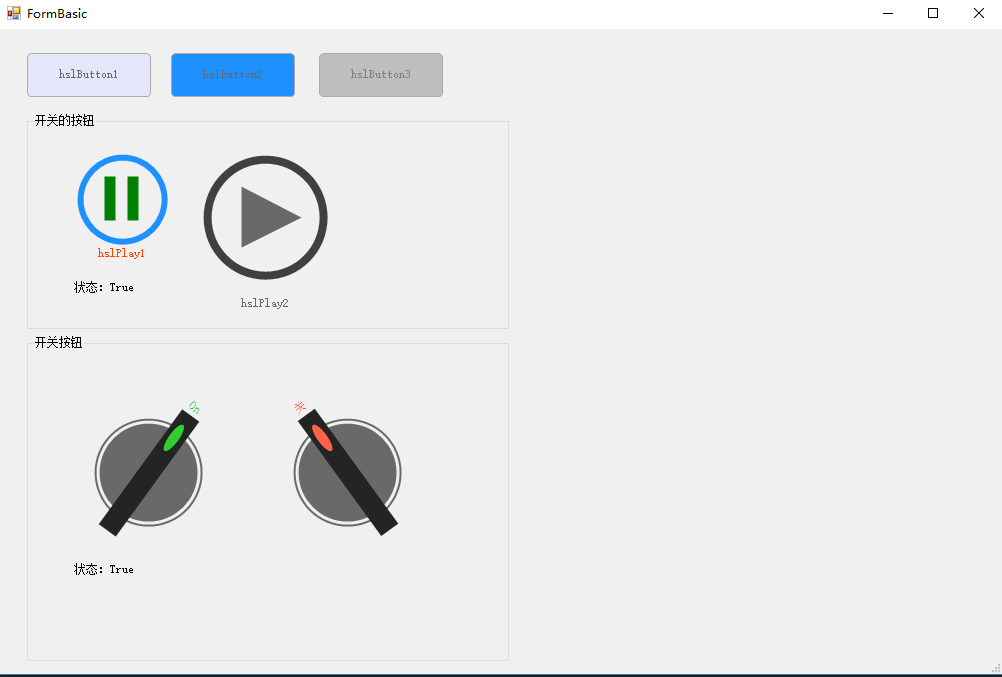 FormBasic
hslButton1
hslButton2
hslButton3
开关的按钮
hslPlay1
状态：True
hslPlay2
开关按钮
On
关
状态：True